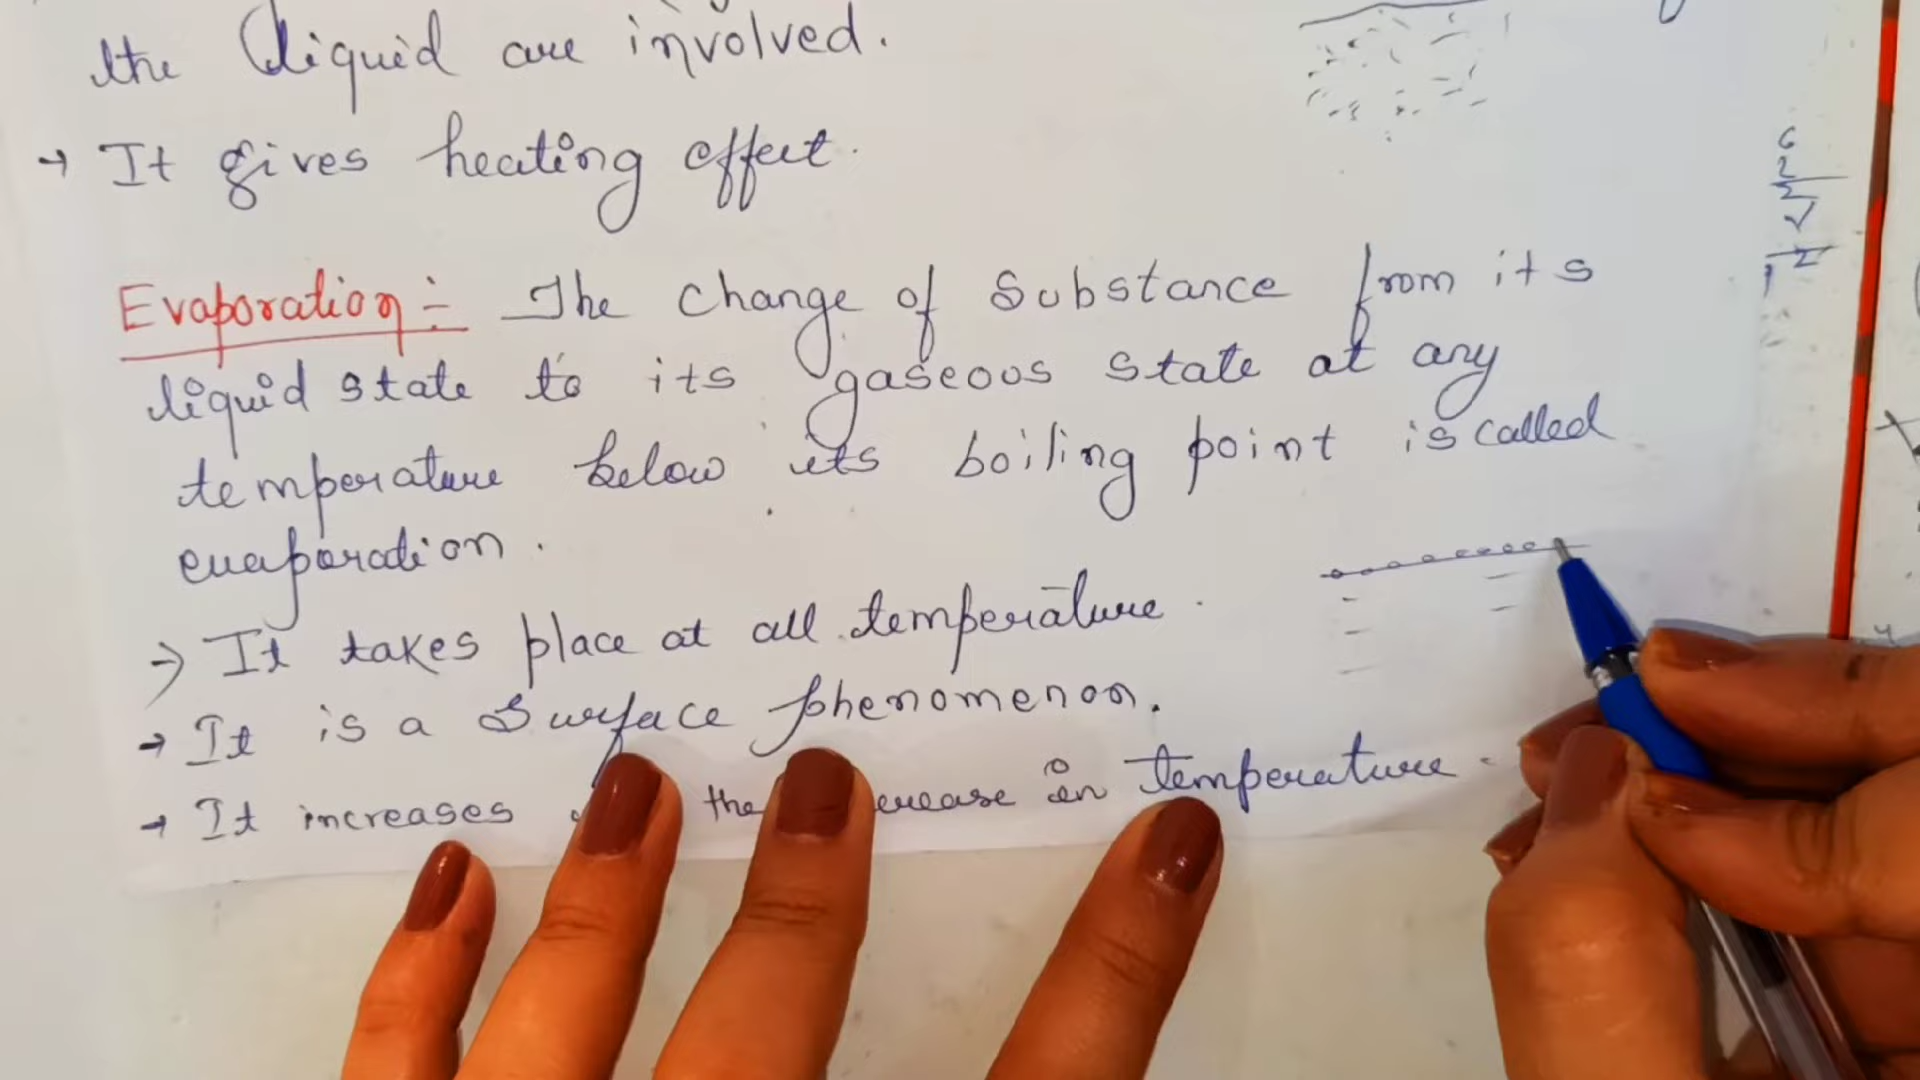 the liquid are involved.
→ It gives heating effect.
Evaporation:- The change of Substance from its
liquid state to its gaseous state at any
temperature below its boiling point is called
evaporation.
→ It takes place at all temperature.
→ It is a Surface phenomenon.
→ It increases the in temperature.
6
2